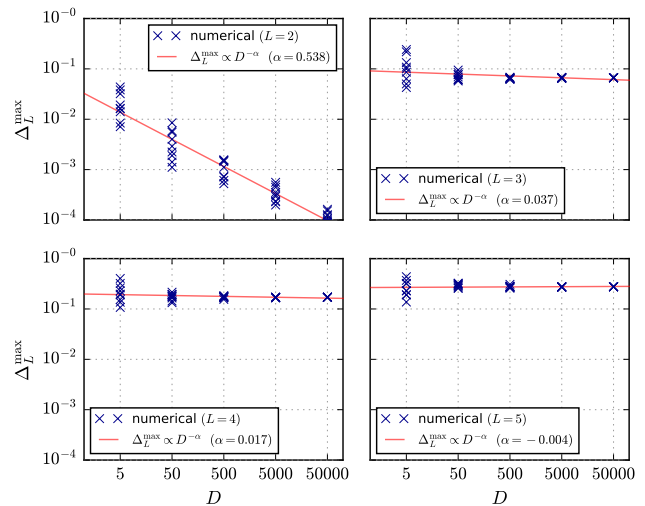 10⁻⁰
10⁻¹
10⁻²
10⁻³
10⁻⁴
Δ_L^max
numerical (L = 2)
Δ_L^max ∝ D^−α (α = 0.538)
numerical (L = 3)
Δ_L^max ∝ D^−α (α = 0.037)
10⁻⁰
10⁻¹
10⁻²
10⁻³
10⁻⁴
Δ_L^max
numerical (L = 4)
Δ_L^max ∝ D^−α (α = 0.017)
numerical (L = 5)
Δ_L^max ∝ D^−α (α = − 0.004)
5 50 500 5000 50000
5 50 500 5000 50000
D
D